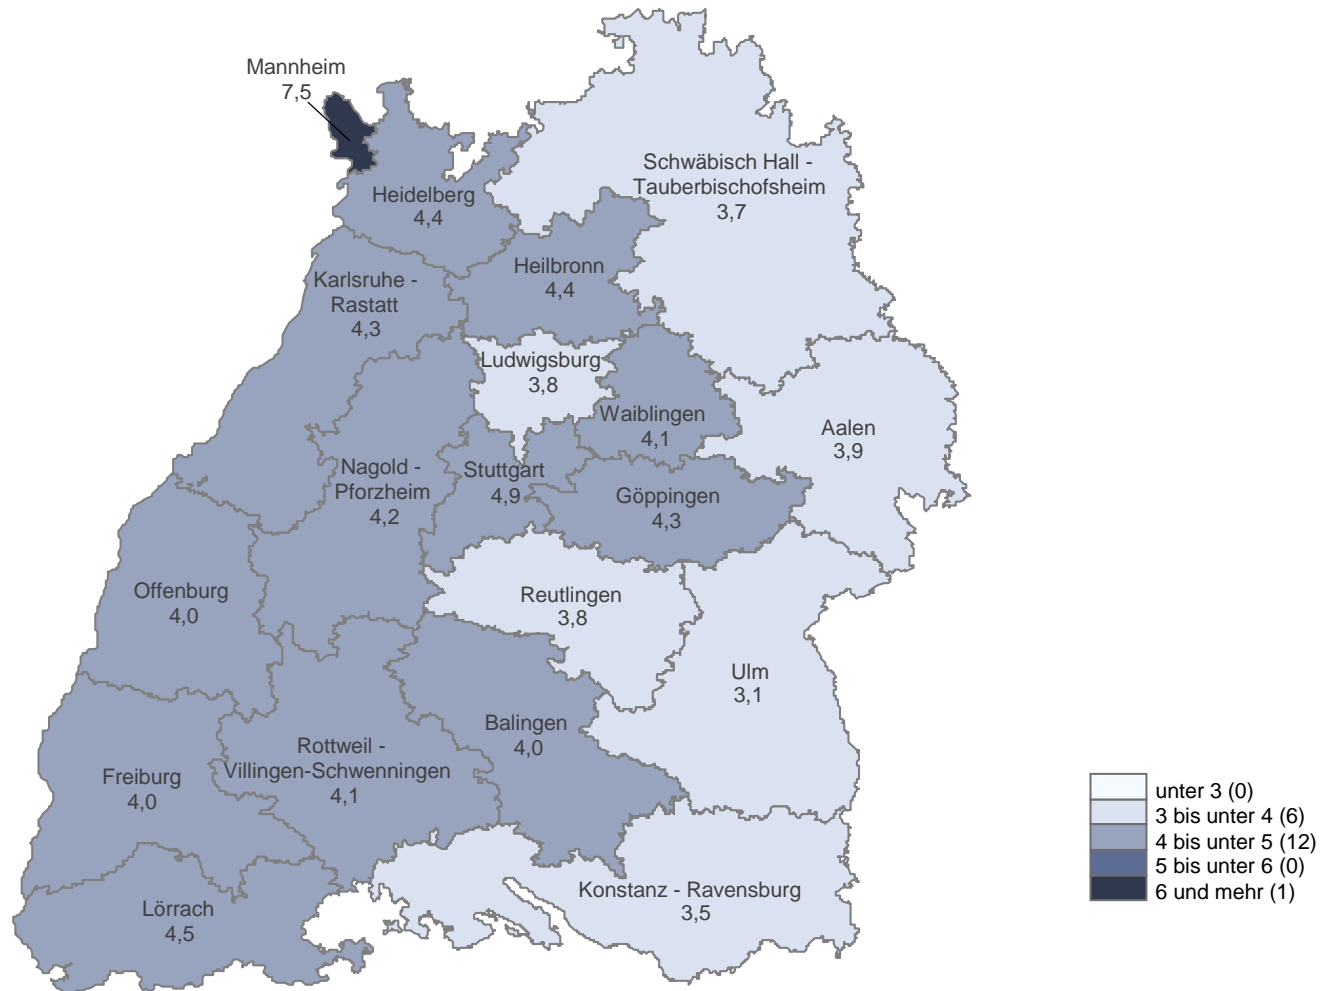 Mannheim
7,5
Schwäbisch Hall -
Tauberbischofsheim
3,7
Heidelberg
4,4
Heilbronn
4,4
Karlsruhe -
Rastatt
4,3
Ludwigsburg
3,8
Waiblingen
4,1
Aalen
3,9
Nagold -
Pforzheim
4,2
Stuttgart
4,9
Göppingen
4,3
Offenburg
4,0
Reutlingen
3,8
Ulm
3,1
Balingen
4,0
Rottweil -
Villingen-Schwenningen
4,1
Freiburg
4,0
Konstanz - Ravensburg
3,5
Lörrach
4,5
unter 3 (0)
3 bis unter 4 (6)
4 bis unter 5 (12)
5 bis unter 6 (0)
6 und mehr (1)